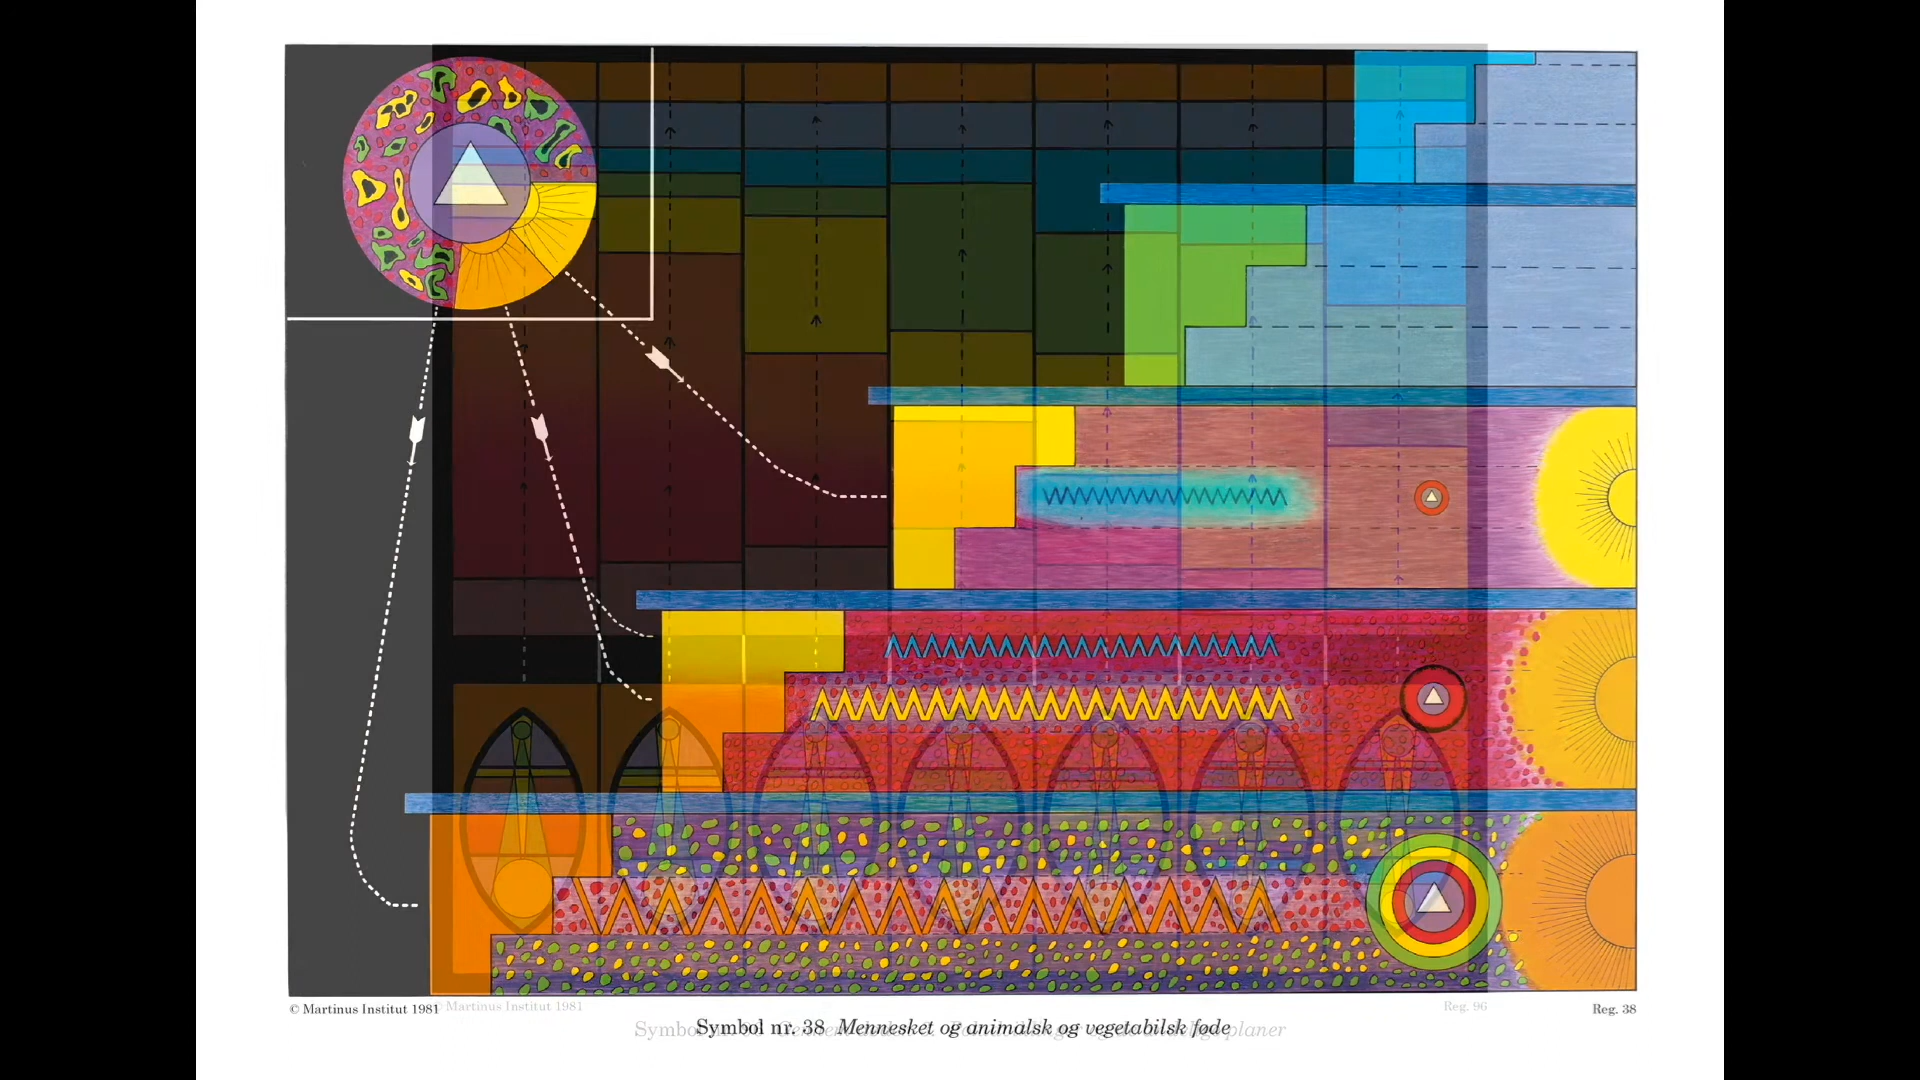 © Martinus Institut 1981
© Martinus Institut 1981
Reg. 96
Reg. 38
Symbol nr. 38 Mennesket og animalsk og vegetabilsk føde